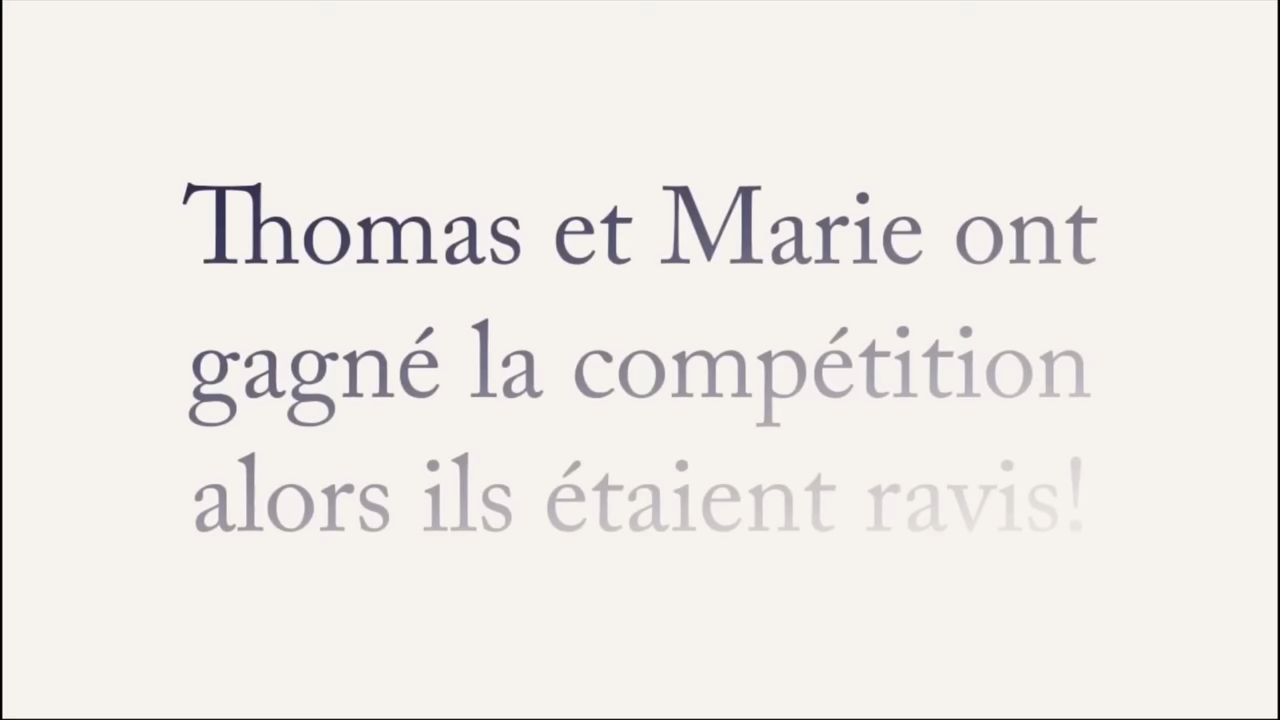 Thomas et Marie ont
gagné la compétition
alors ils étaient ravis!